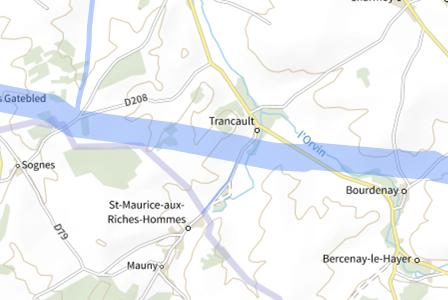 Gatebled
D208
Trancault
l'Orvin
Sognes
Bourdenay
St-Maurice-aux-
Riches-Hommes
D79
Bercenay-le-Hayer
Mauny